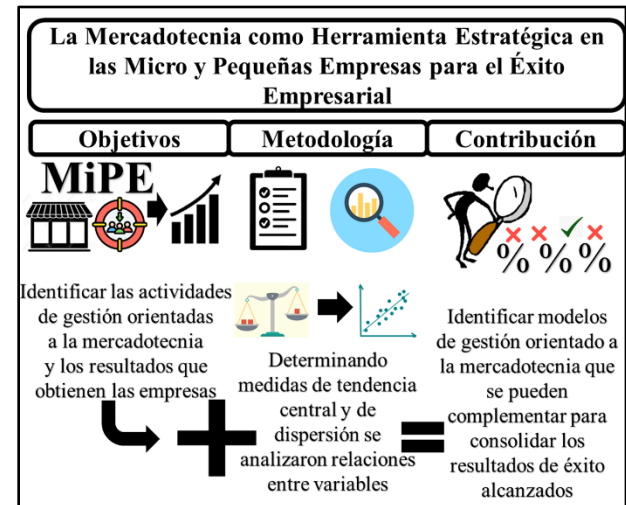 La Mercadotecnia como Herramienta Estratégica en
las Micro y Pequeñas Empresas para el Éxito
Empresarial
Objetivos
Metodología
Contribución
MiPE
Identificar las actividades
de gestión orientadas
a la mercadotecnia
y los resultados que
obtienen las empresas
Determinando
medidas de tendencia
central y de
dispersión se
analizaron relaciones
entre variables
% % %
Identificar modelos
de gestión orientado a
la mercadotecnia que
se pueden
complementar para
consolidar los
resultados de éxito
alcanzados